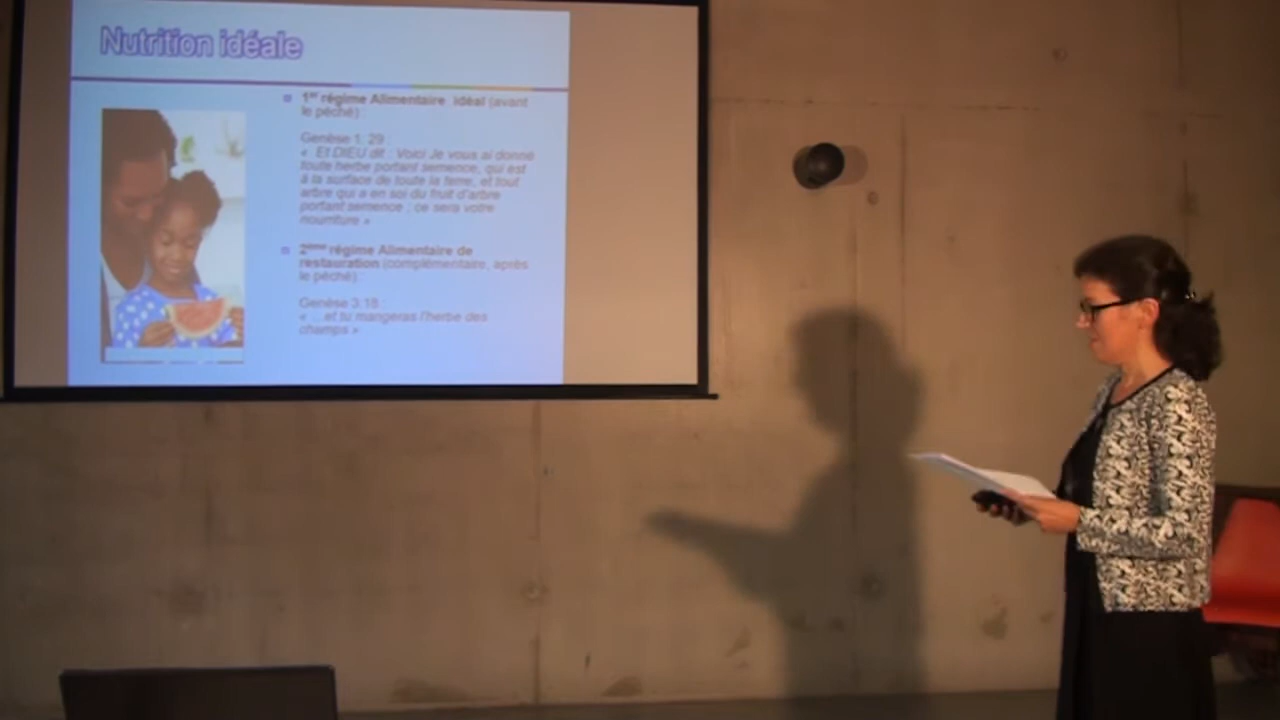 Nutrition idéale
1er régime Alimentaire idéal (avant
le péché) :
Genèse 1: 29 :
« Et DIEU dit : Voici Je vous ai donné
toute herbe portant semence, qui est
à la surface de toute la terre, et tout
arbre qui a en soi du fruit d'arbre
portant semence ; ce sera votre
nourriture »
2ème régime Alimentaire de
restauration (complémentaire, après
le péché) :
Genèse 3:18 :
« ...et tu mangeras l'herbe des
champs »